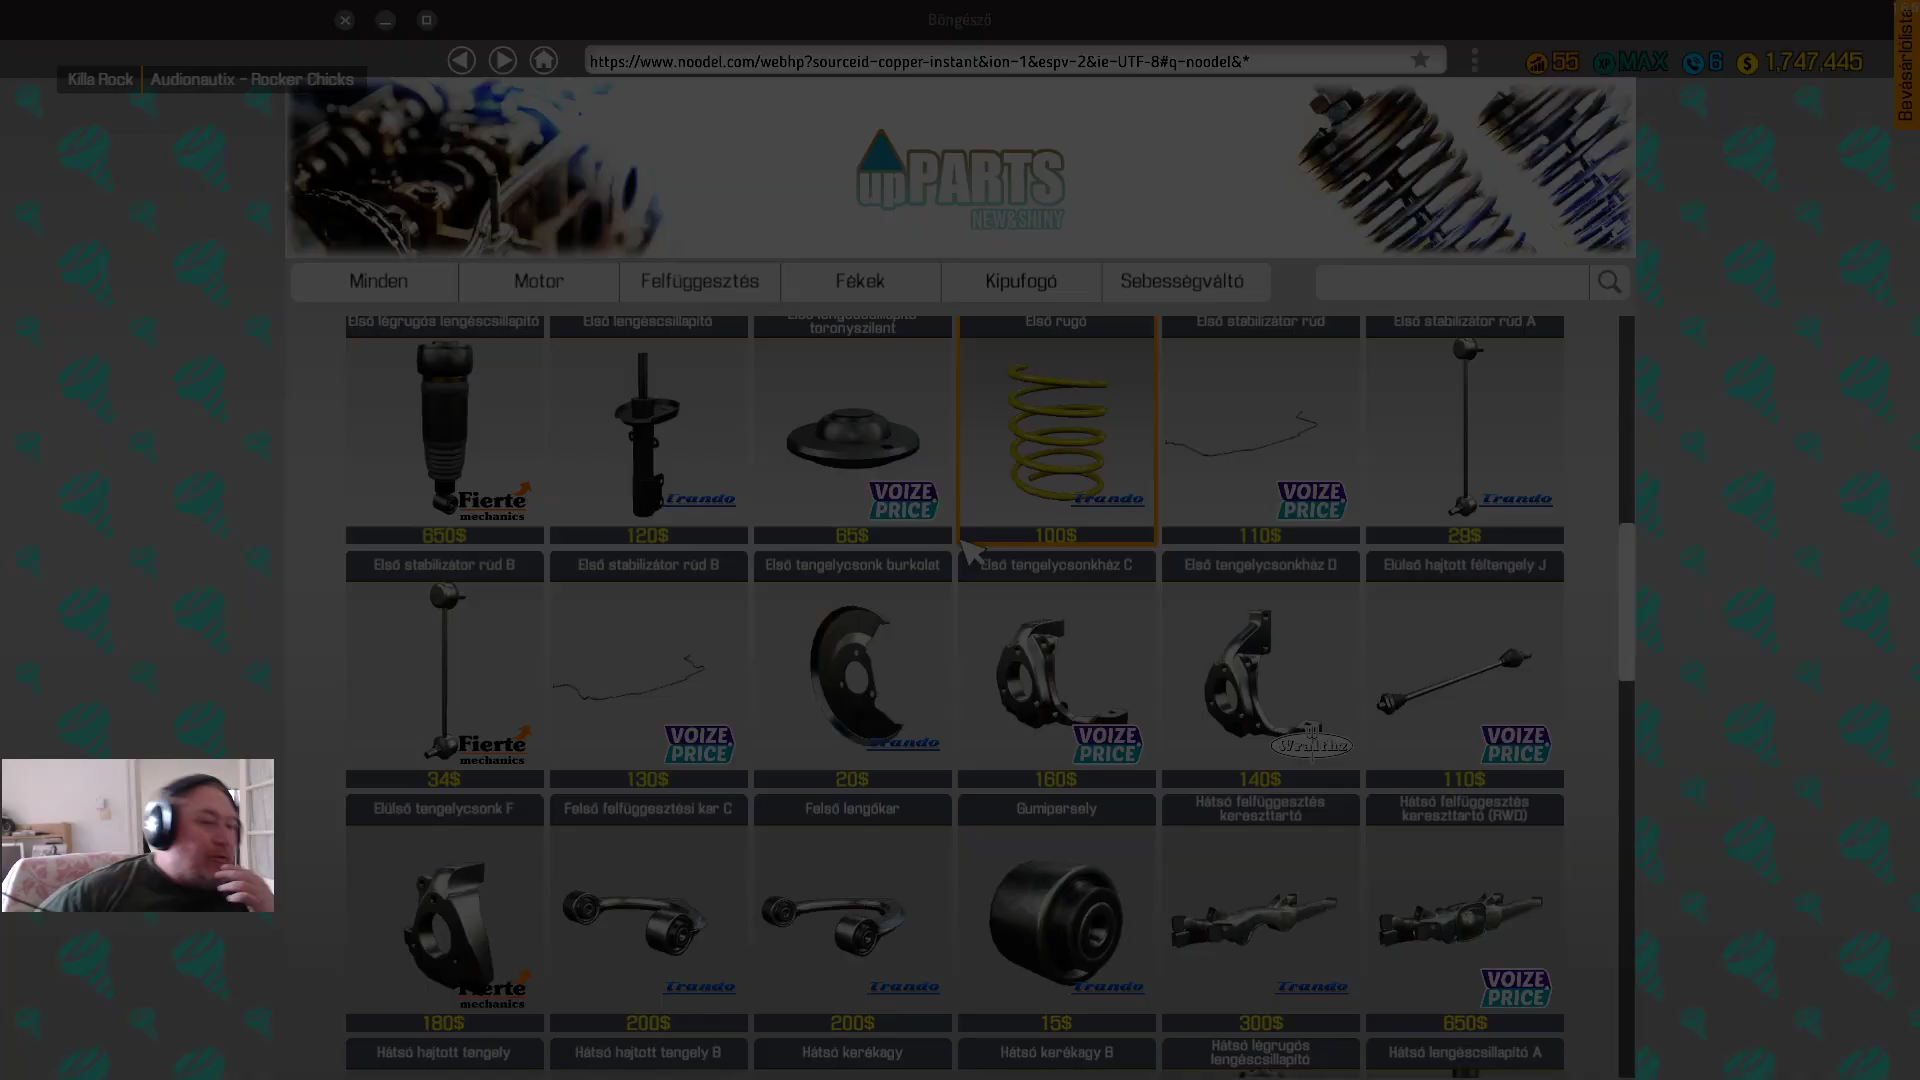 Böngésző
https://www.noodel.com/webhp?sourceid-copper-instant&ion-1&espv-2&ie-UTF-8#q-noodel&*
55 XP MAX 6 $ 1,747,445
Bevásárlólista
Killa Rock Audionautix - Rocker Chicks
upPARTS
NEW&SHINY
Minden Motor Felfüggesztés Fékek Kipufogó Sebességváltó
Első légrugós lengéscsillapító Első lengéscsillapító Első lengéscsillapító toronyszilent Első rugó Első stabilizátor rúd Első stabilizátor rúd A
Fierte mechanics Trando VOIZE PRICE Trando VOIZE PRICE Trando
650$ 120$ 65$ 100$ 110$ 29$
Első stabilizátor rúd B Első stabilizátor rúd B Első tengelycsonk burkolat Első tengelycsonkház C Első tengelycsonkház D Elülső hajtott féltengely J
Fierte mechanics VOIZE PRICE Trando VOIZE PRICE VOIZE PRICE
34$ 130$ 20$ 160$ 140$ 110$
Elülső tengelycsonk F Felső felfüggesztési kar C Felső lengőkar Gumipersely Hátsó felfüggesztés kereszttartó Hátsó felfüggesztés kereszttartó (RWD)
Fierte mechanics Trando Trando Trando Trando VOIZE PRICE
180$ 200$ 200$ 15$ 300$ 650$
Hátsó hajtott tengely Hátsó hajtott tengely B Hátsó kerékagy Hátsó kerékagy B Hátsó légrugós lengéscsillapító Hátsó lengéscsillapító A